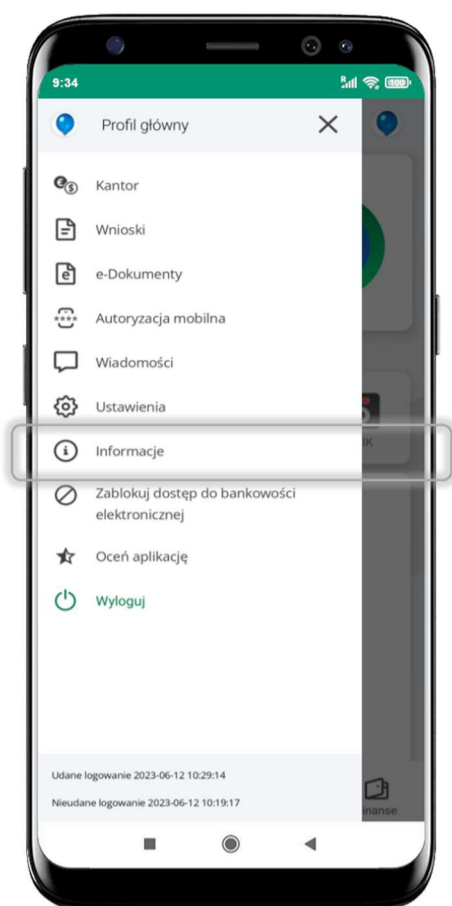 9:34
Profil główny
Kantor
Wnioski
e-Dokumenty
Autoryzacja mobilna
Wiadomości
Ustawienia
Informacje
Zablokuj dostęp do bankowości
elektronicznej
Oceń aplikację
Wyloguj
Udane logowanie 2023-06-12 10:29:14
Nieudane logowanie 2023-06-12 10:19:17
inanse